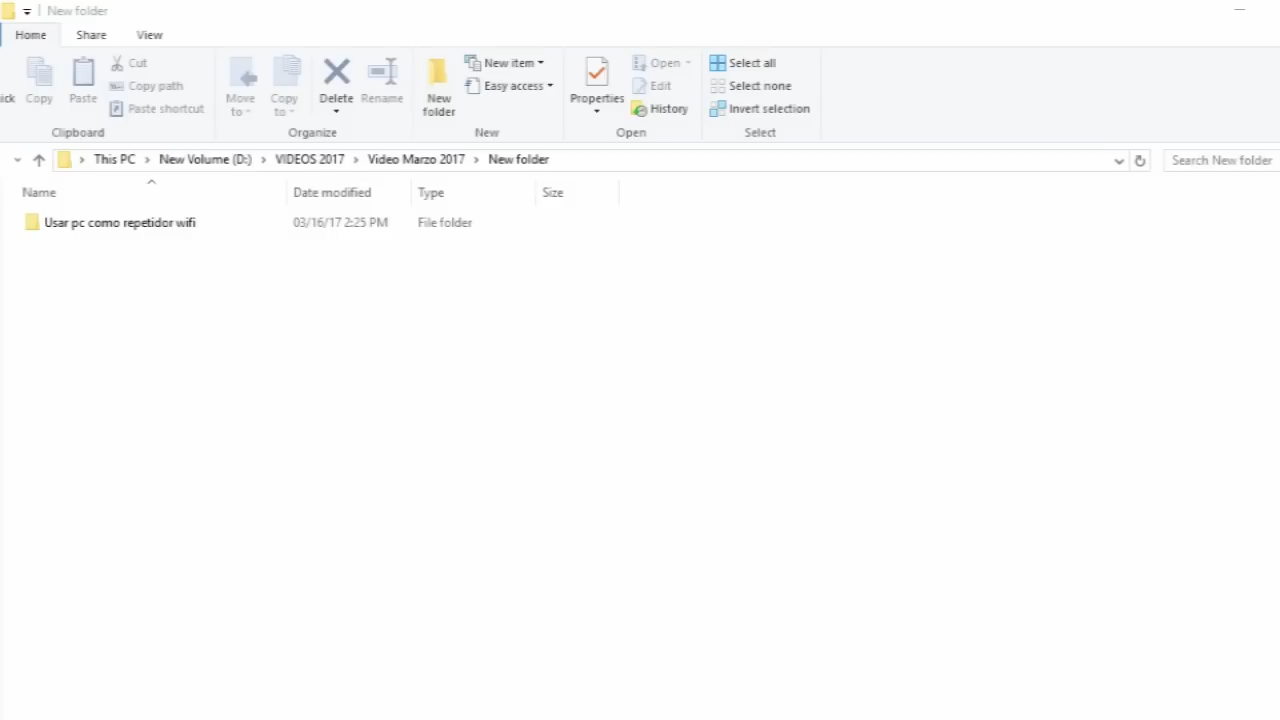 New folder
Home Share View
ick Copy Paste Cut Copy path Paste shortcut
Clipboard
Move to Copy to Delete Rename
Organize
New folder New item Easy access
New
Properties Open Edit History
Open
Select all Select none Invert selection
Select
This PC > New Volume (D:) > VIDEOS 2017 > Video Marzo 2017 > New folder
Search New folder
Name Date modified Type Size
Usar pc como repetidor wifi 03/16/17 2:25 PM File folder